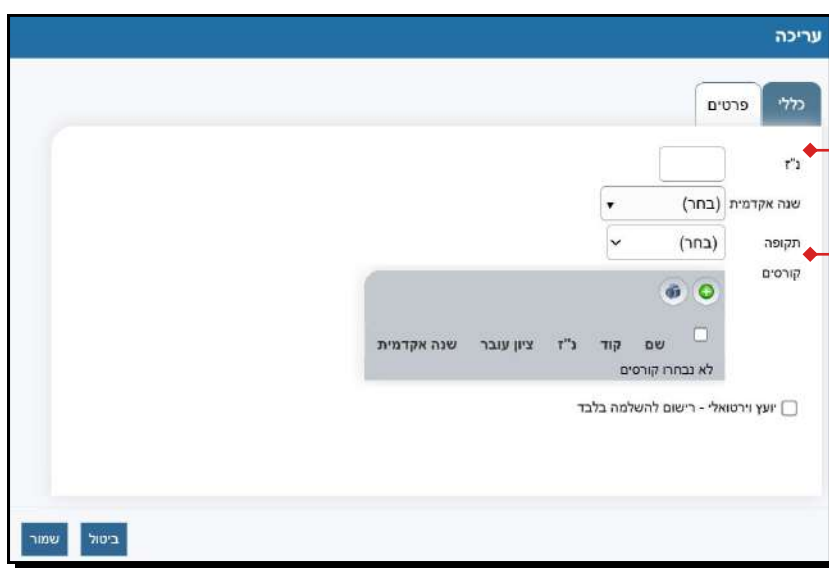 עריכה
כללי פרטים
נ"ז
שנה אקדמית (בחר)
תקופה (בחר)
קורסים
שם קוד נ"ז ציון עובר שנה אקדמית
לא נבחרו קורסים
יועץ וירטואלי - רישום להשלמה בלבד
ביטול שמור